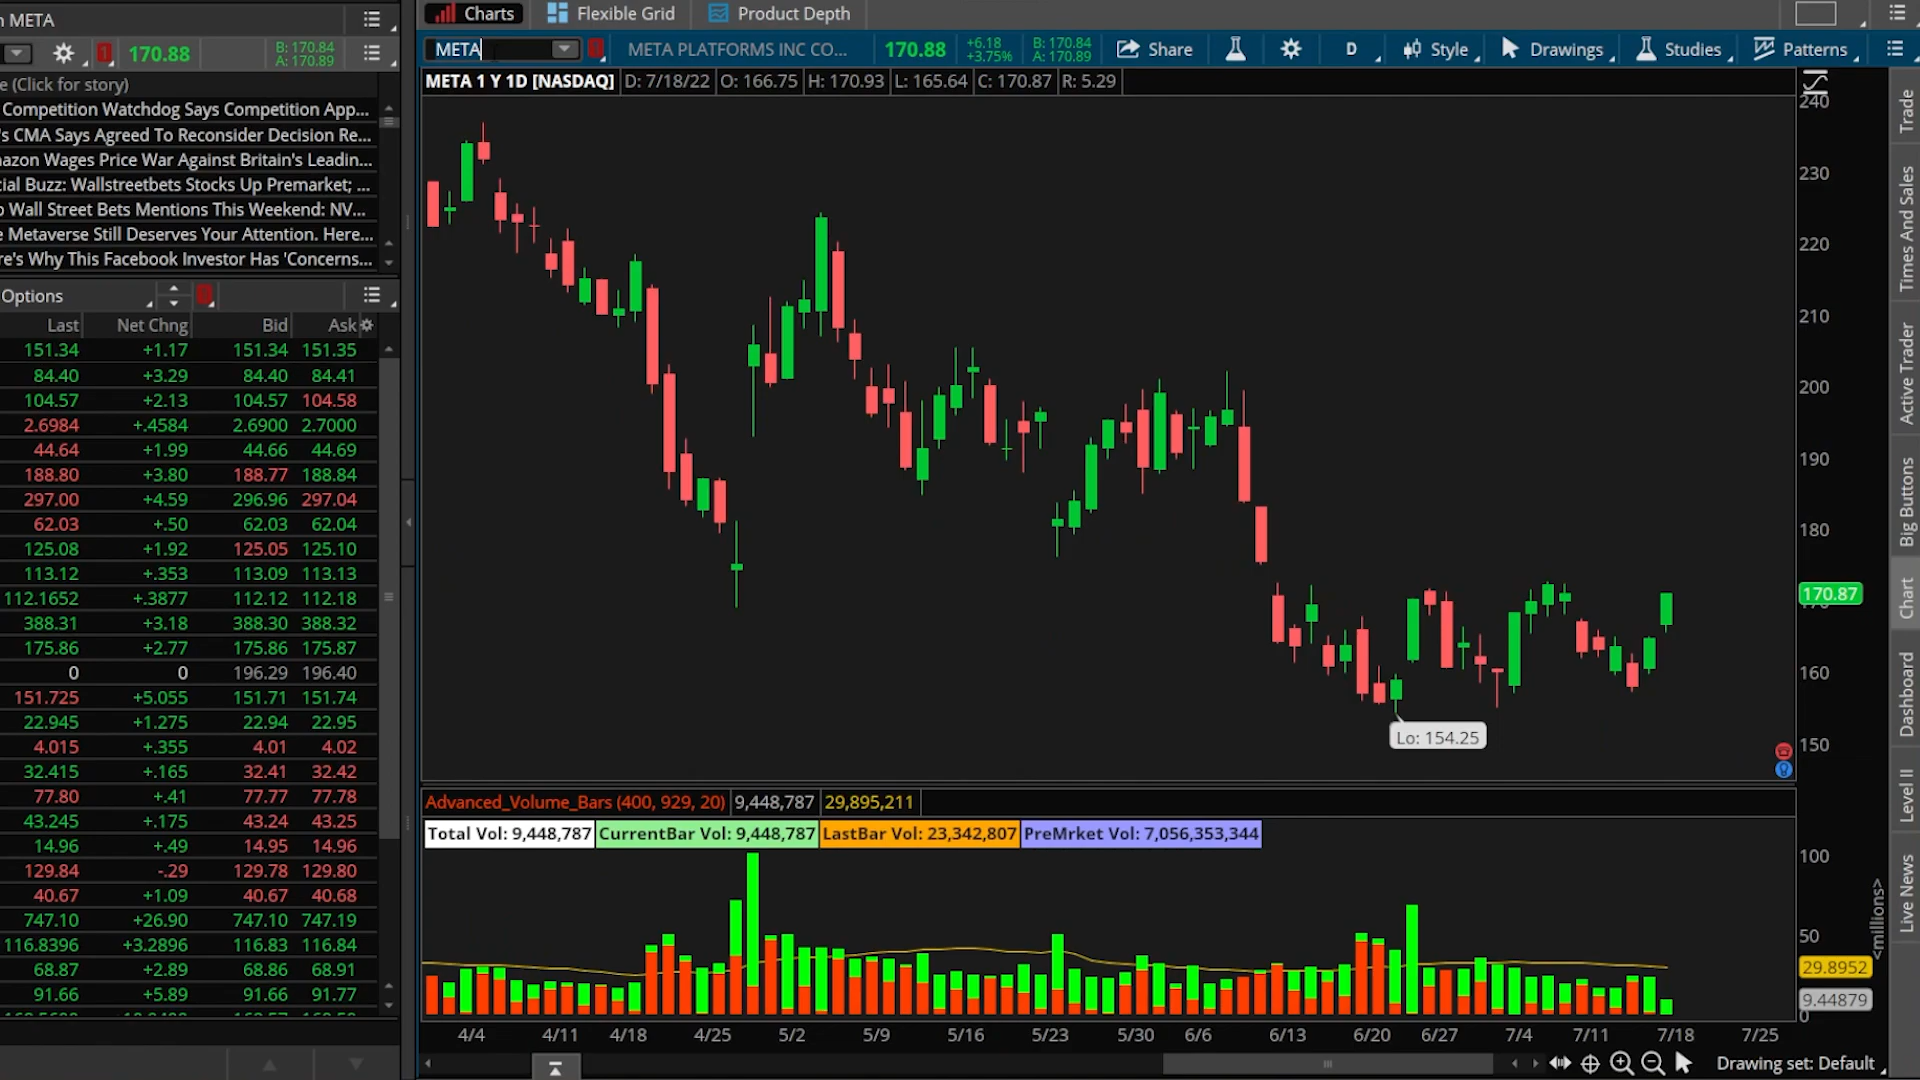 n META
170.88
B: 170.84
A: 170.89
e (Click for story)
Competition Watchdog Says Competition App...
's CMA Says Agreed To Reconsider Decision Re...
nazon Wages Price War Against Britain's Leadin...
cial Buzz: Wallstreetbets Stocks Up Premarket; ...
o Wall Street Bets Mentions This Weekend: NV...
e Metaverse Still Deserves Your Attention. Here...
re's Why This Facebook Investor Has 'Concerns...
Options
Last Net Chng Bid Ask
151.34 +1.17 151.34 151.35
84.40 +3.29 84.40 84.41
104.57 +2.13 104.57 104.58
2.6984 +.4584 2.6900 2.7000
44.64 +1.99 44.66 44.69
188.80 +3.80 188.77 188.84
297.00 +4.59 296.96 297.04
62.03 +.50 62.03 62.04
125.08 +1.92 125.05 125.10
113.12 +.353 113.09 113.13
112.1652 +.3877 112.12 112.18
388.31 +3.18 388.30 388.32
175.86 +2.77 175.86 175.87
0 0 196.29 196.40
151.725 +5.055 151.71 151.74
22.945 +1.275 22.94 22.95
4.015 +.355 4.01 4.02
32.415 +.165 32.41 32.42
77.80 +.41 77.77 77.78
43.245 +.175 43.24 43.25
14.96 +.49 14.95 14.96
129.84 -.29 129.78 129.80
40.67 +1.09 40.67 40.68
747.10 +26.90 747.10 747.19
116.8396 +3.2896 116.83 116.84
68.87 +2.89 68.86 68.91
91.66 +5.89 91.66 91.77
Charts Flexible Grid Product Depth
META META PLATFORMS INC CO... 170.88 +6.18 +3.75% B: 170.84 A: 170.89 Share D Style Drawings Studies Patterns
META 1 Y 1D [NASDAQ] D: 7/18/22 O: 166.75 H: 170.93 L: 165.64 C: 170.87 R: 5.29
240
230
220
210
200
190
180
170.87
160
150
Lo: 154.25
Advanced_Volume_Bars (400, 929, 20) 9,448,787 29,895,211
Total Vol: 9,448,787 CurrentBar Vol: 9,448,787 LastBar Vol: 23,342,807 PreMrket Vol: 7,056,353,344
100
50
29.8952
9.44879
0
<millions>
4/4 4/11 4/18 4/25 5/2 5/9 5/16 5/23 5/30 6/6 6/13 6/20 6/27 7/4 7/11 7/18 7/25
Drawing set: Default
Trade
Times And Sales
Active Trader
Big Buttons
Chart
Dashboard
Level II
Live News